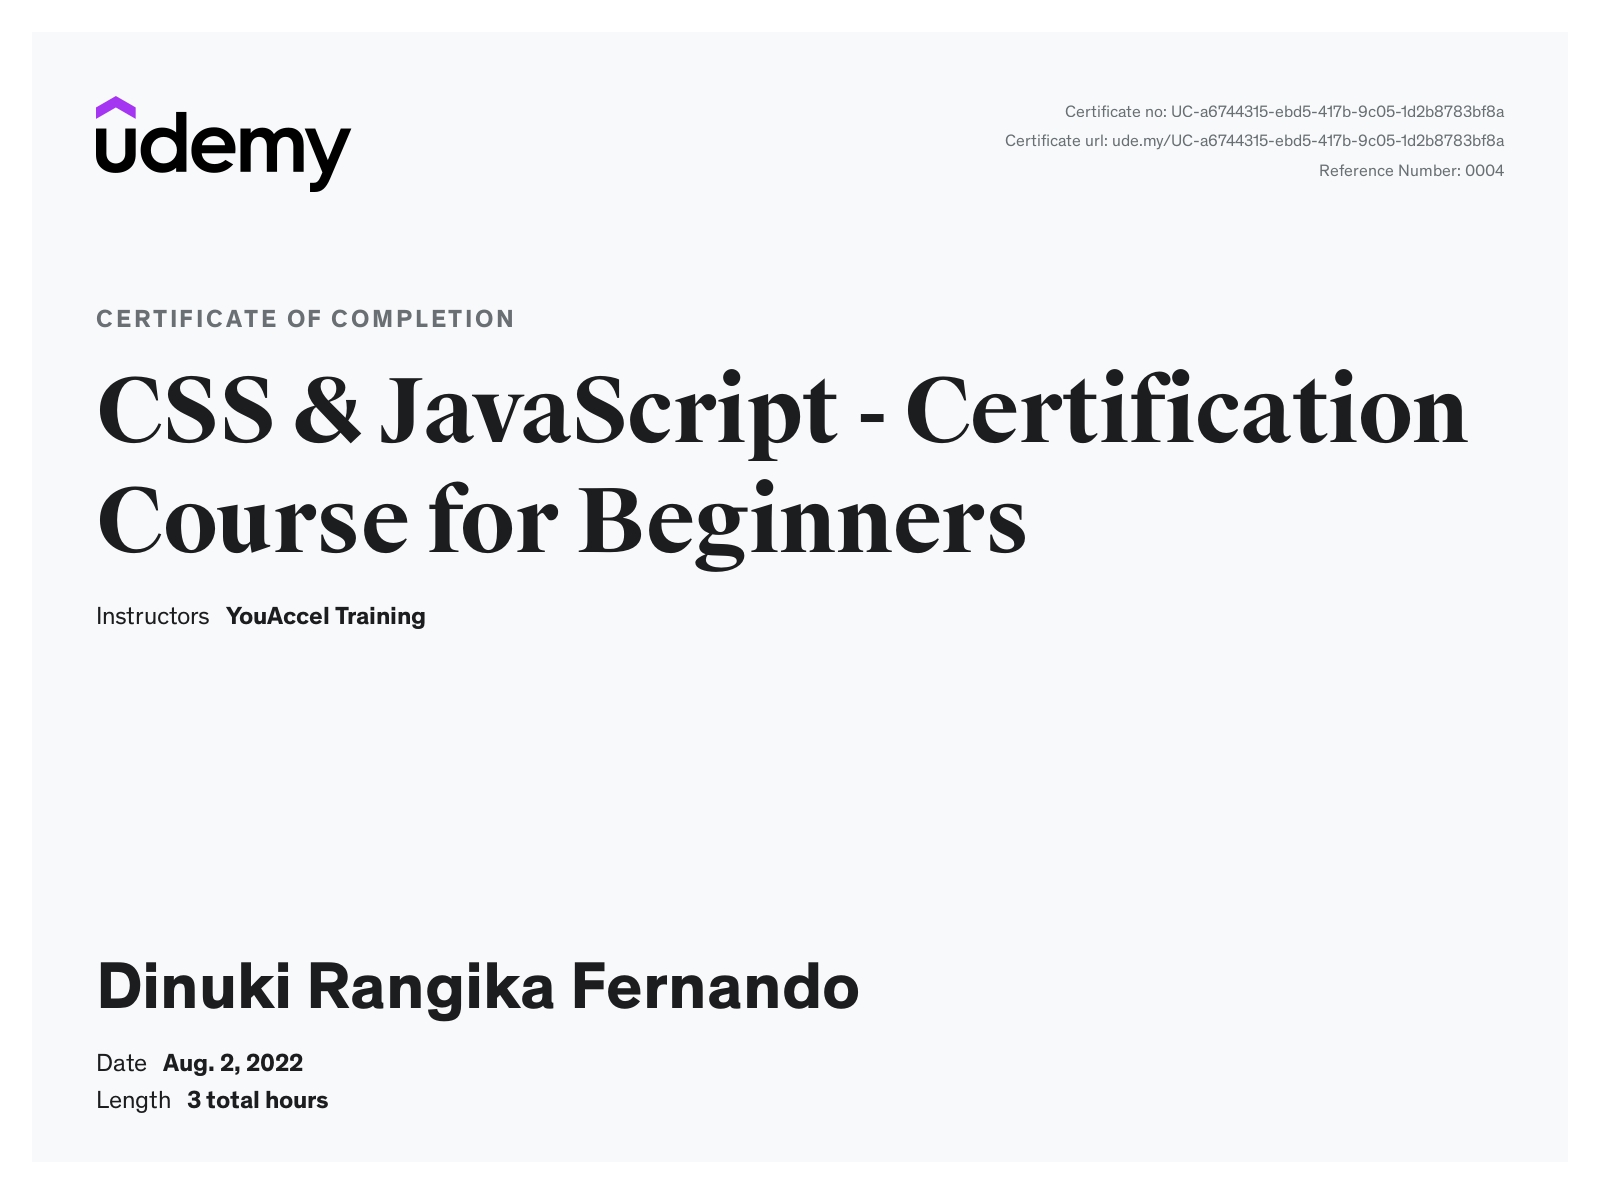 udemy
Certificate no: UC-a6744315-ebd5-417b-9c05-1d2b8783bf8a
Certificate url: ude.my/UC-a6744315-ebd5-417b-9c05-1d2b8783bf8a
Reference Number: 0004
CERTIFICATE OF COMPLETION
CSS & JavaScript - Certification
Course for Beginners
Instructors YouAccel Training
Dinuki Rangika Fernando
Date Aug. 2, 2022
Length 3 total hours